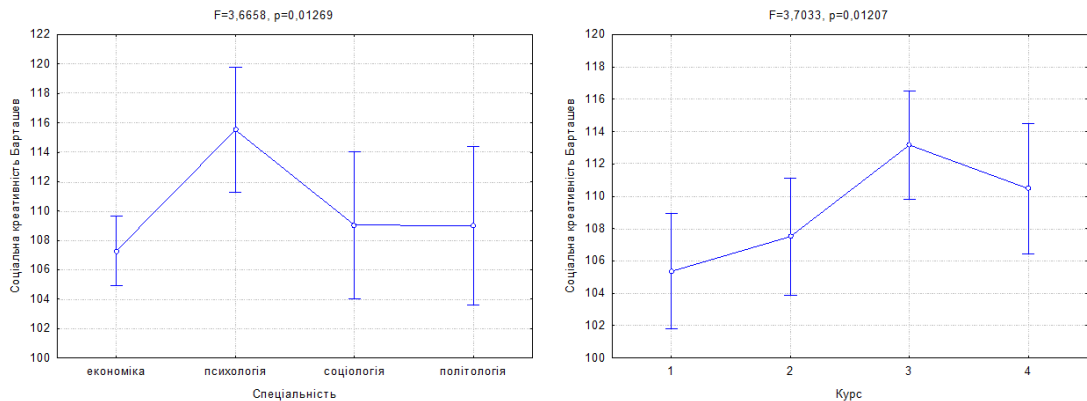 F=3,6658, p=0,01269
Соціальна креативність Барташев
122
120
118
116
114
112
110
108
106
104
102
100
економіка психологія соціологія політологія
Спеціальність
F=3,7033, p=0,01207
Соціальна креативність Барташев
120
118
116
114
112
110
108
106
104
102
100
1 2 3 4
Курс